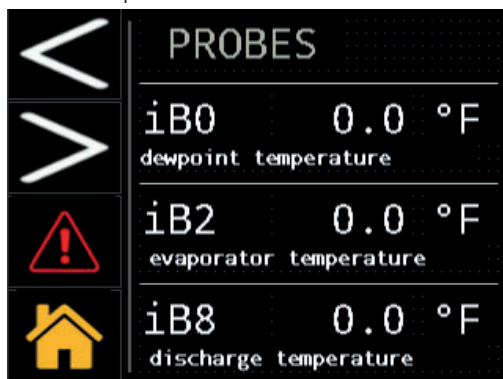 PROBES
iB0 0.0 °F
dewpoint temperature
iB2 0.0 °F
evaporator temperature
iB8 0.0 °F
discharge temperature